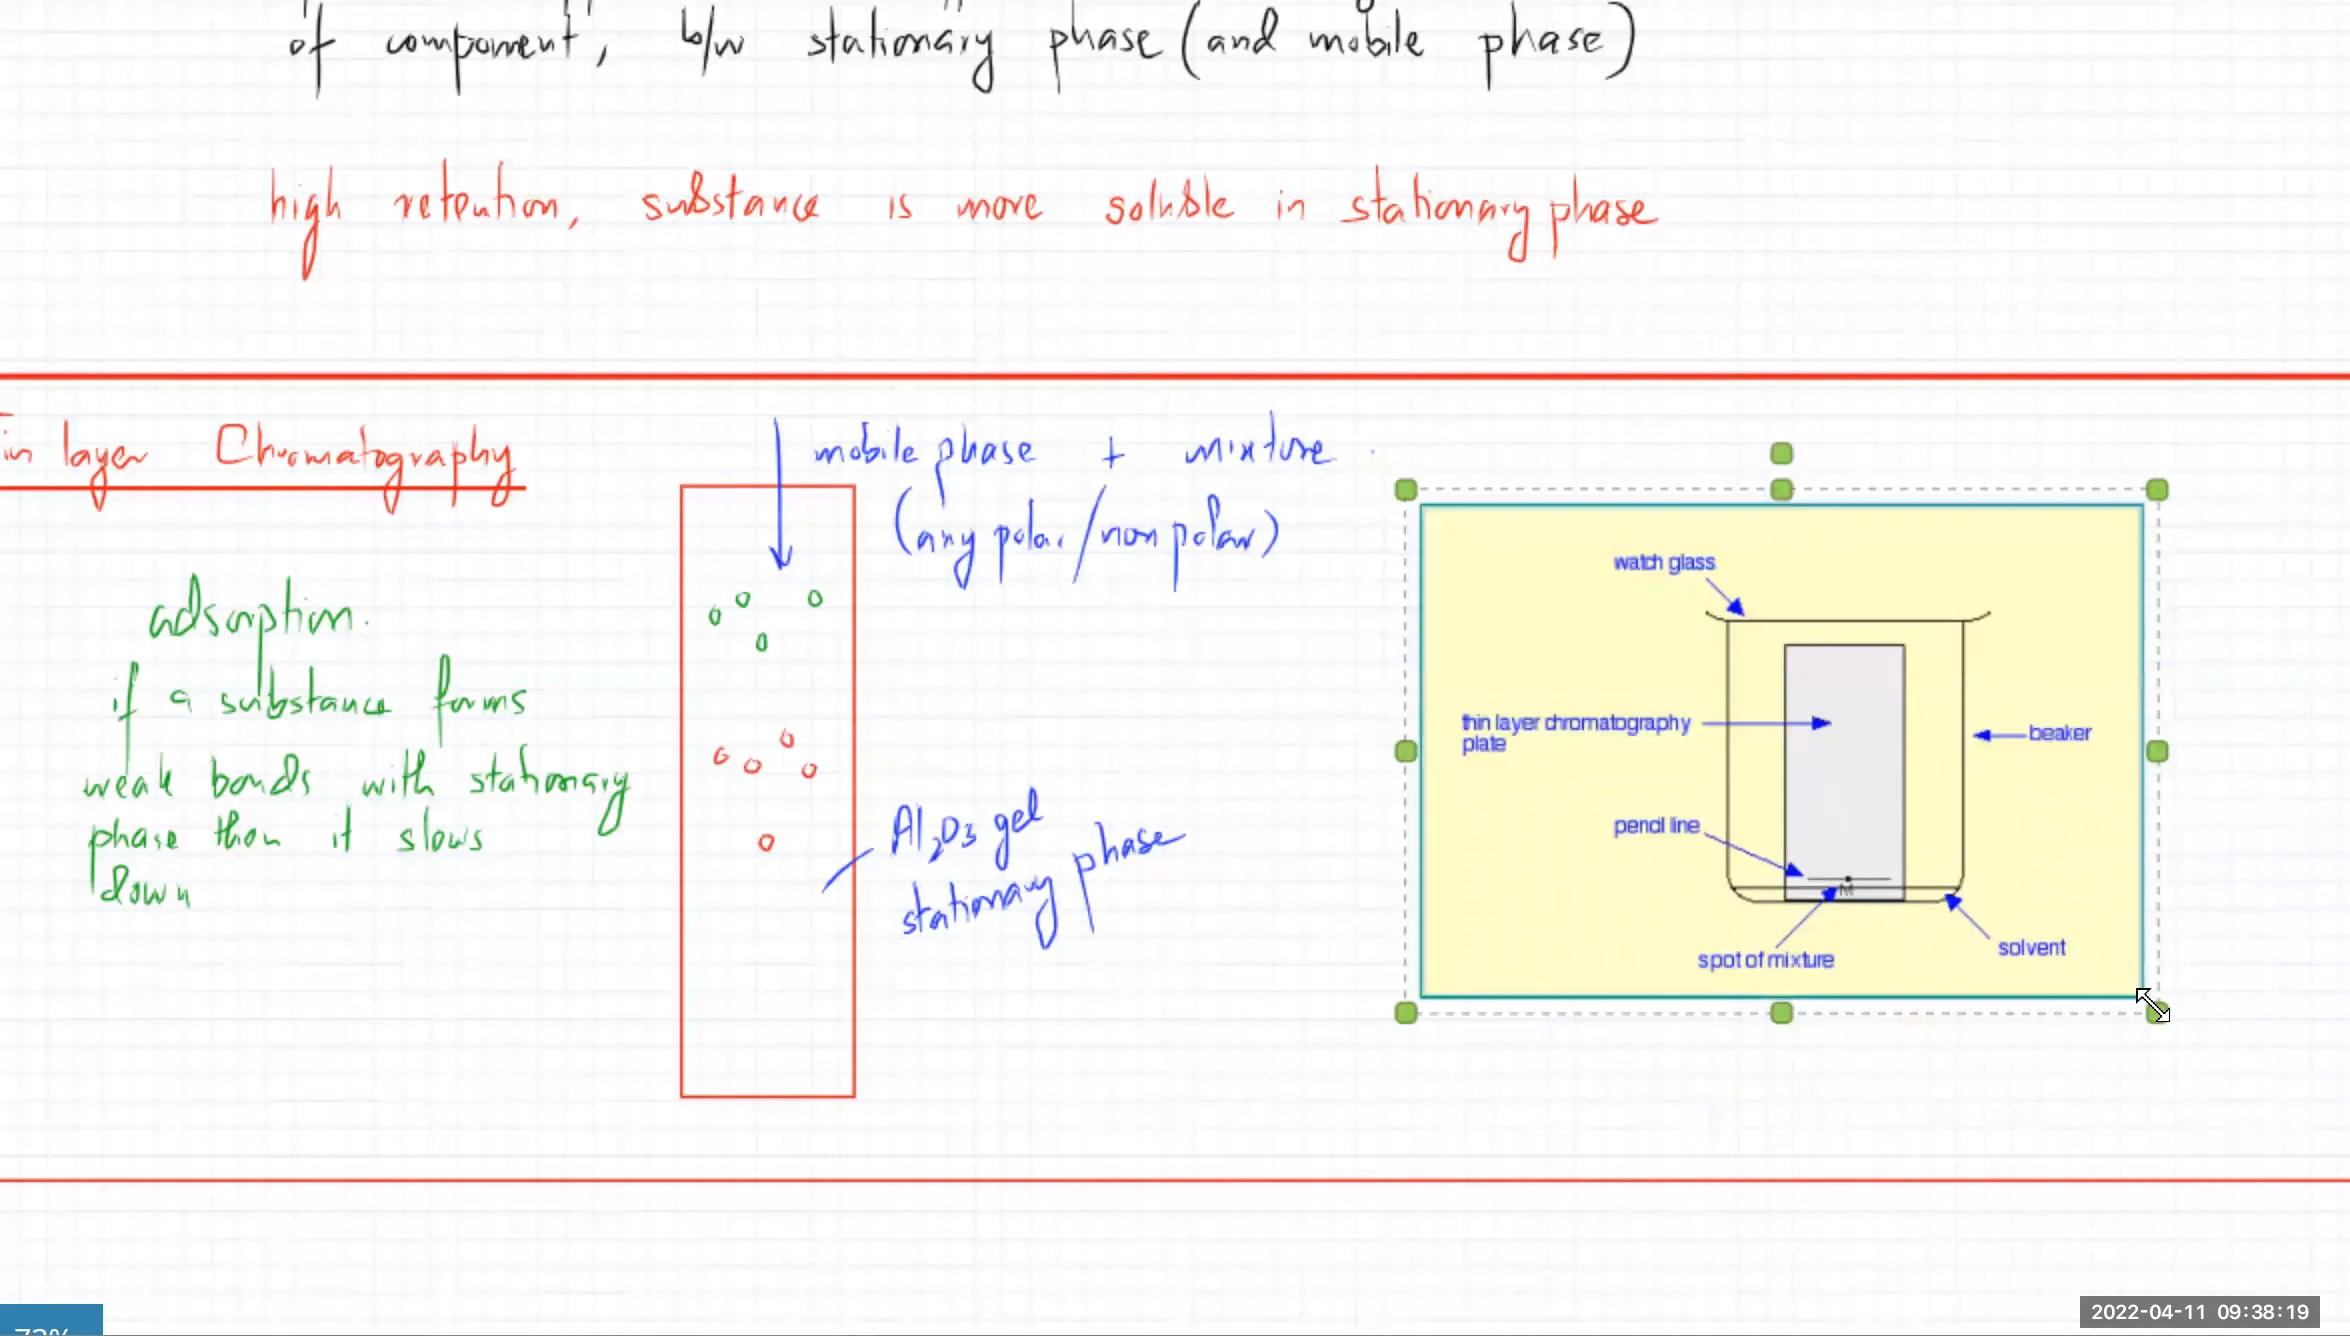 of component, b/w stationary phase (and mobile phase)
high retention, substance is more soluble in stationary phase
in layer Chromatography
mobile phase + mixture
(any polar/non polar)
adsorption.
if a substance forms
weak bonds with stationary
phase then it slows
down
Al2O3 gel
stationary phase
watch glass
thin layer chromatography
plate
beaker
pencil line
M
spot of mixture
solvent
73%
2022-04-11 09:38:19